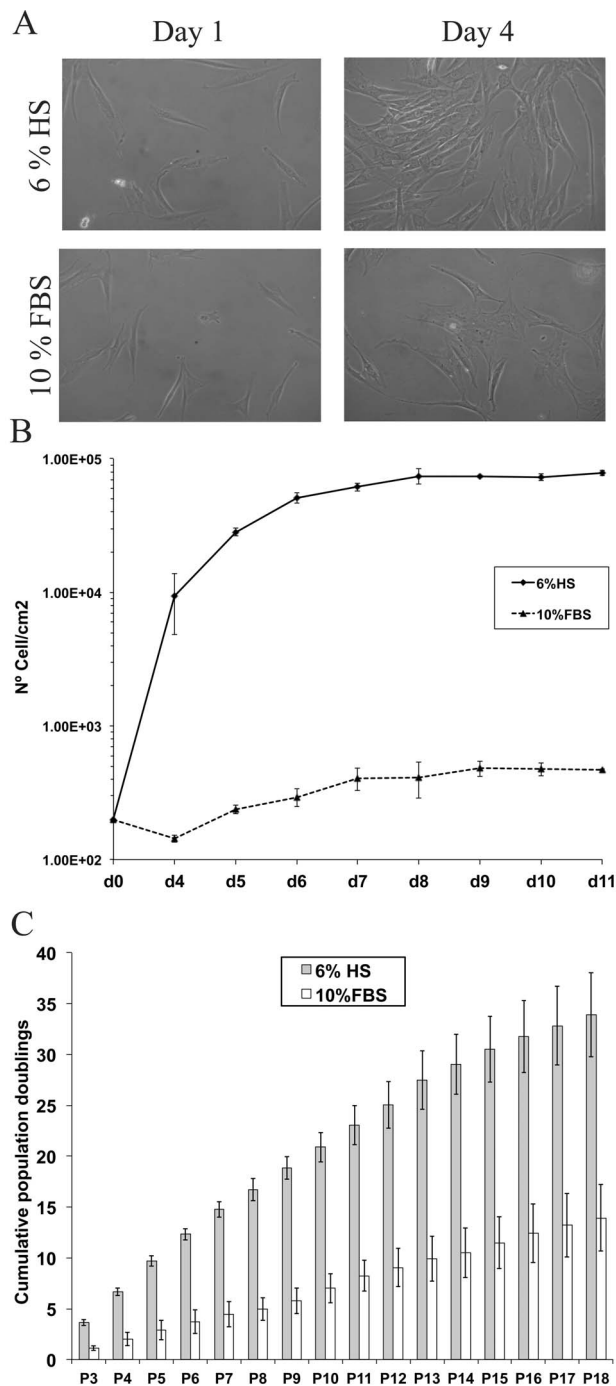 A
Day 1
Day 4
6 % HS
10 % FBS
B
1.00E+05
1.00E+04
1.00E+03
1.00E+02
Nº Cell/cm2
6%HS
10%FBS
d0 d4 d5 d6 d7 d8 d9 d10 d11
C
40
35
30
25
20
15
10
5
0
Cumulative population doublings
6% HS
10%FBS
P3 P4 P5 P6 P7 P8 P9 P10 P11 P12 P13 P14 P15 P16 P17 P18